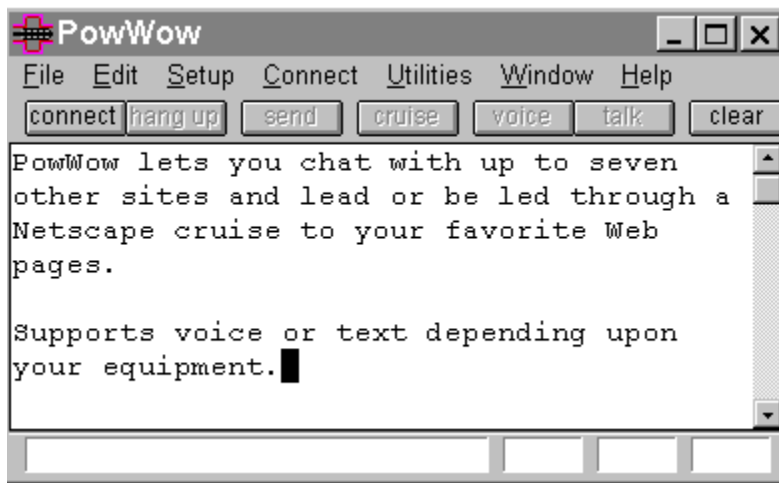 PowWow
File Edit Setup Connect Utilities Window Help
connect hang up send cruise voice talk clear
PowWow lets you chat with up to seven
other sites and lead or be led through a
Netscape cruise to your favorite Web
pages.
Supports voice or text depending upon
your equipment.